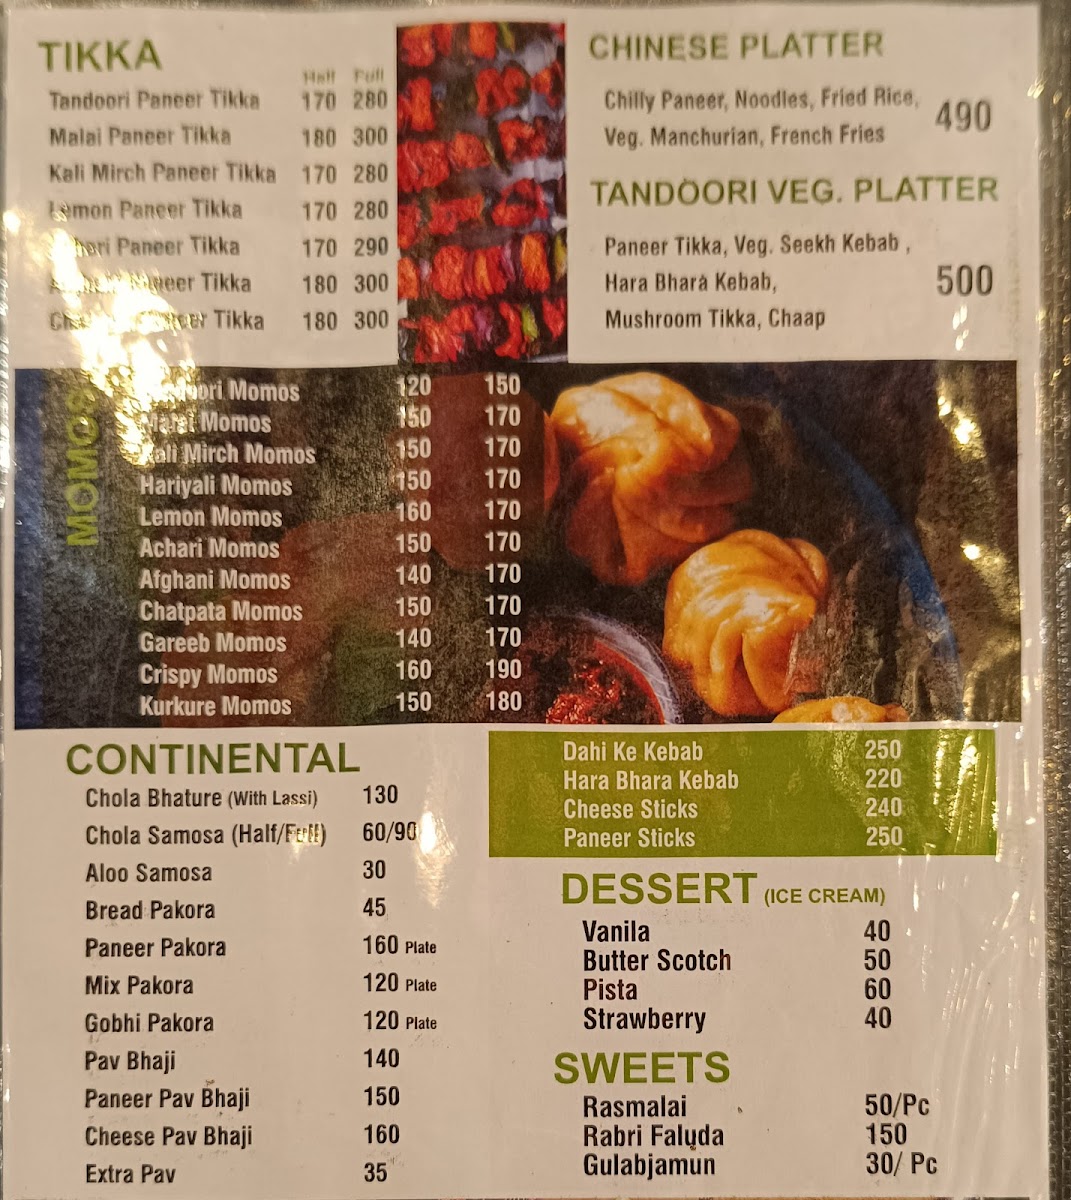 TIKKA
Half Full
Tandoori Paneer Tikka 170 280
Malai Paneer Tikka 180 300
Kali Mirch Paneer Tikka 170 280
Lemon Paneer Tikka 170 280
Paneer Tikka 170 290
Paneer Tikka 180 300
Paneer Tikka 180 300
CHINESE PLATTER
Chilly Paneer, Noodles, Fried Rice,
Veg. Manchurian, French Fries 490
TANDOORI VEG. PLATTER
Paneer Tikka, Veg. Seekh Kebab ,
Hara Bhara Kebab, 500
Mushroom Tikka, Chaap
MOMOS
Momos 120 150
Momos 150 170
Kali Mirch Momos 150 170
Hariyali Momos 150 170
Lemon Momos 160 170
Achari Momos 150 170
Afghani Momos 140 170
Chatpata Momos 150 170
Gareeb Momos 140 170
Crispy Momos 160 190
Kurkure Momos 150 180
CONTINENTAL
Chola Bhature (With Lassi) 130
Chola Samosa (Half/Full) 60/90
Aloo Samosa 30
Bread Pakora 45
Paneer Pakora 160 Plate
Mix Pakora 120 Plate
Gobhi Pakora 120 Plate
Pav Bhaji 140
Paneer Pav Bhaji 150
Cheese Pav Bhaji 160
Extra Pav 35
Dahi Ke Kebab 250
Hara Bhara Kebab 220
Cheese Sticks 240
Paneer Sticks 250
DESSERT (ICE CREAM)
Vanila 40
Butter Scotch 50
Pista 60
Strawberry 40
SWEETS
Rasmalai 50/Pc
Rabri Faluda 150
Gulabjamun 30/ Pc